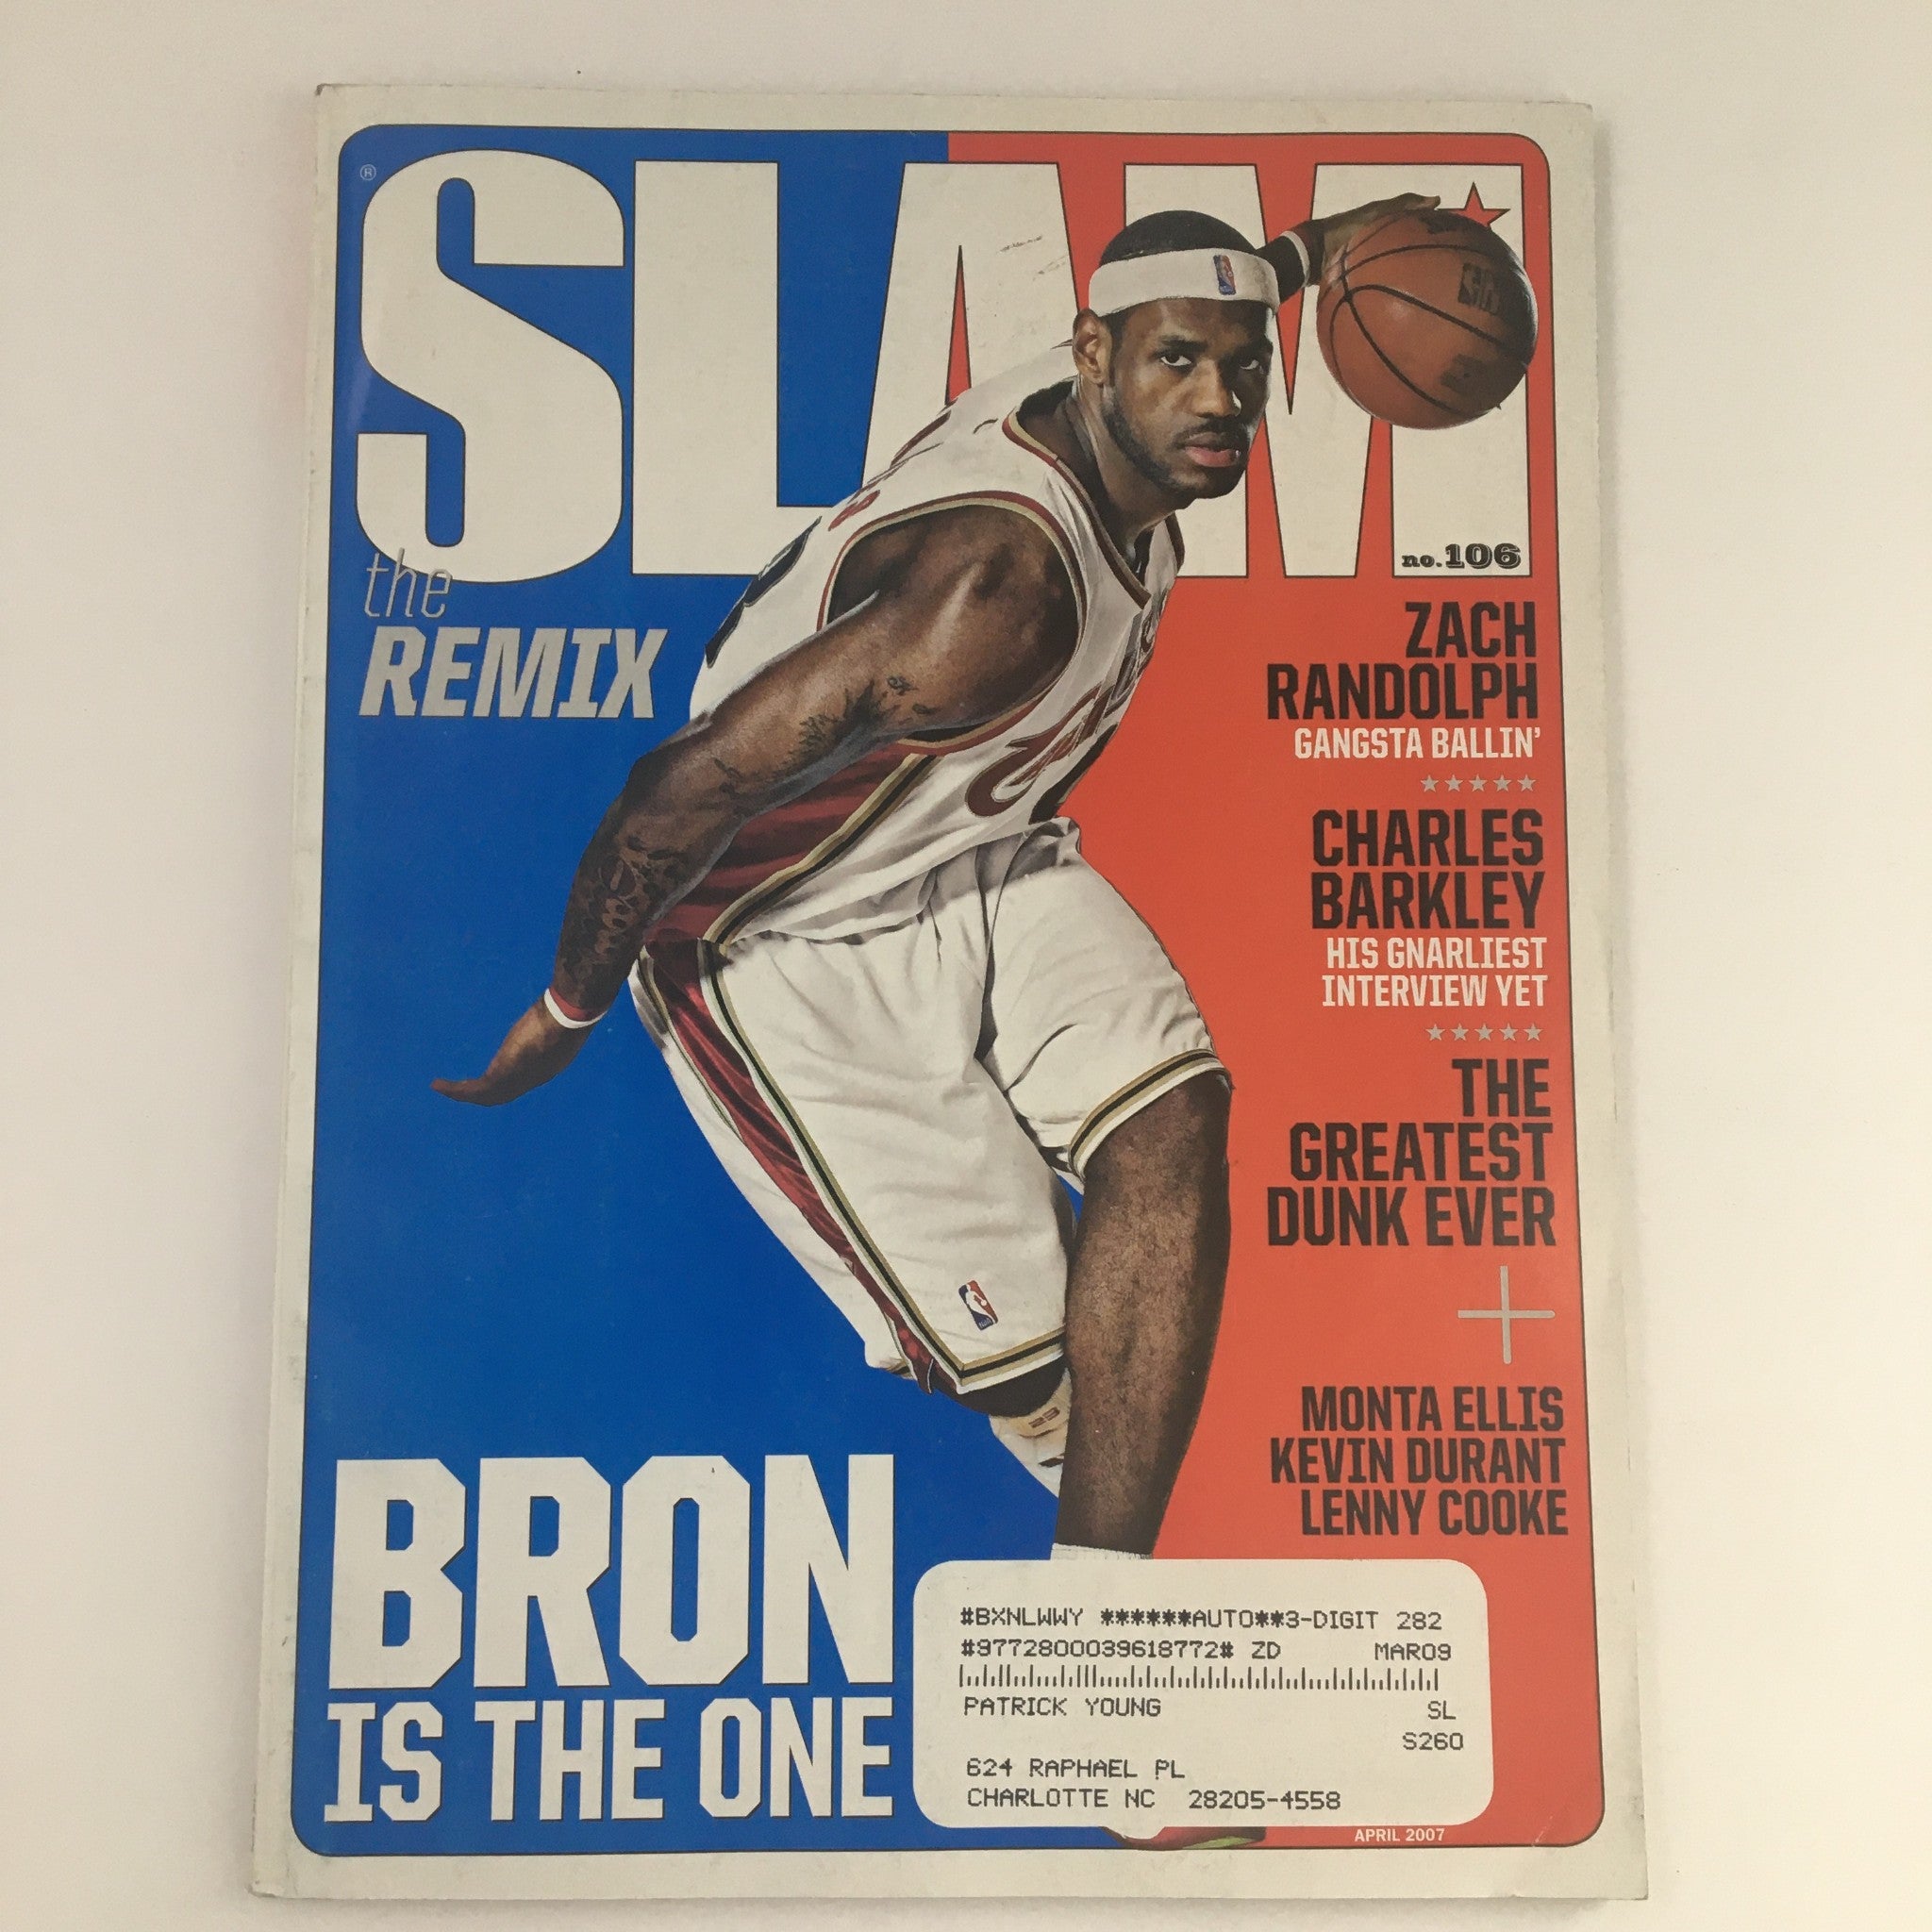 ®
SLAM
no.106
the
REMIX
ZACH
RANDOLPH
GANGSTA BALLIN'
★★★★★
CHARLES
BARKLEY
HIS GNARLIEST
INTERVIEW YET
★★★★★
THE
GREATEST
DUNK EVER
+
MONTA ELLIS
KEVIN DURANT
LENNY COOKE
23
BRON
IS THE ONE
#BXNLWWY ******AUTO**3-DIGIT 282
#9772800039618772# ZD MAR09
PATRICK YOUNG SL
S260
624 RAPHAEL PL
CHARLOTTE NC 28205-4558
APRIL 2007